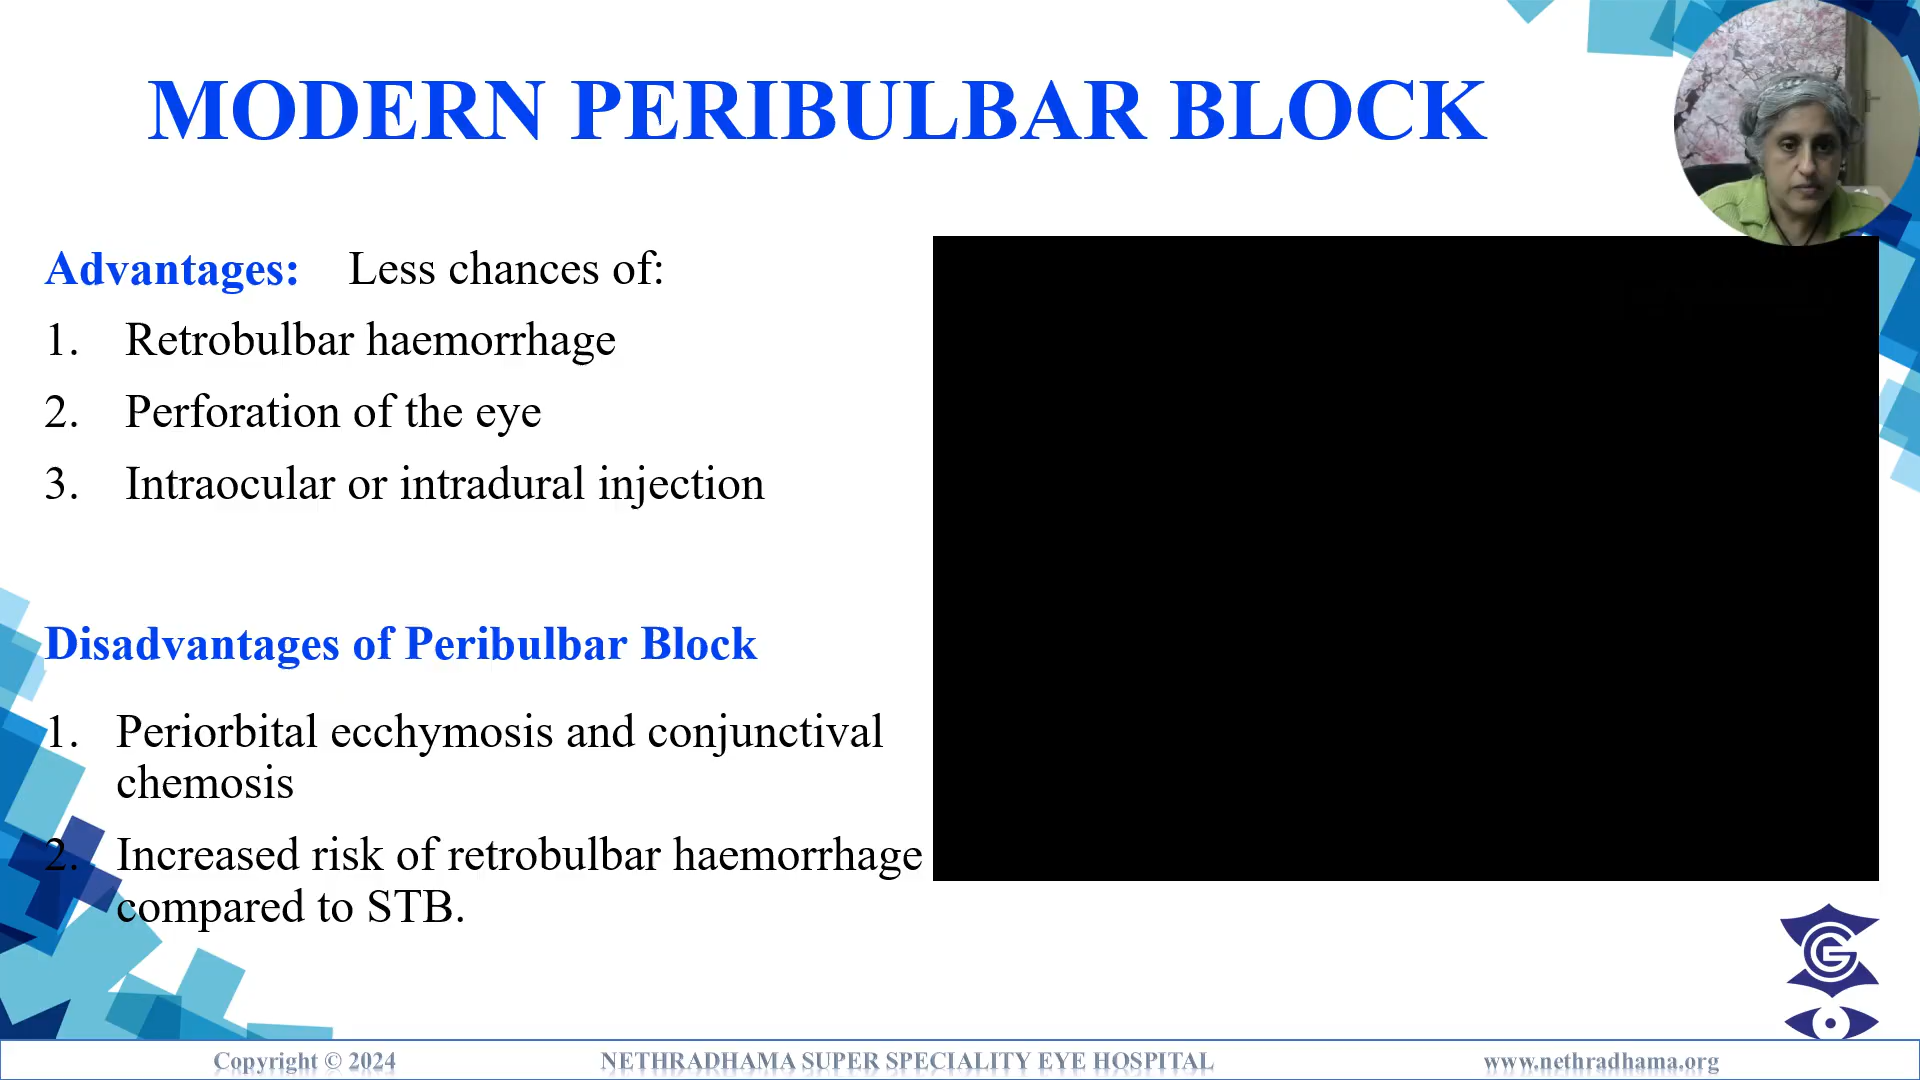 MODERN PERIBULBAR BLOCK
Advantages: Less chances of:
1. Retrobulbar haemorrhage
2. Perforation of the eye
3. Intraocular or intradural injection
Disadvantages of Peribulbar Block
1. Periorbital ecchymosis and conjunctival
chemosis
2. Increased risk of retrobulbar haemorrhage
compared to STB.
G
Copyright © 2024 NETHRADHAMA SUPER SPECIALITY EYE HOSPITAL www.nethradhama.org